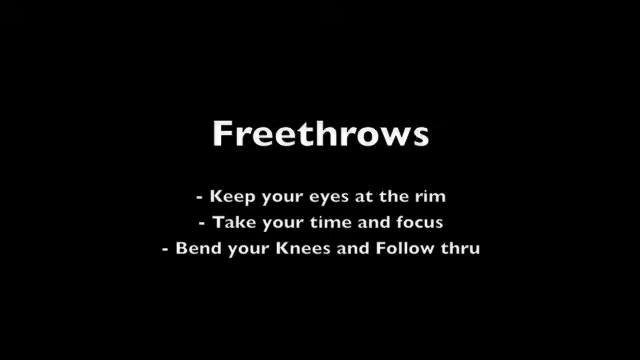 Freethrows
- Keep your eyes at the rim
- Take your time and focus
- Bend your Knees and Follow thru